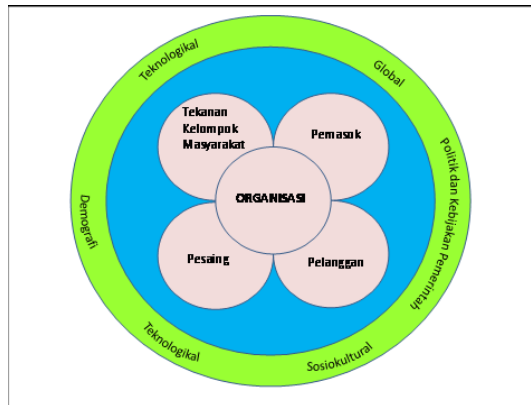 Teknologikal
Global
Tekanan
Kelompok
Masyarakat
Pemasok
Politik dan Kebijakan Pemerintah
ORGANISASI
Demografi
Pesaing
Pelanggan
Teknologikal
Sosiokultural